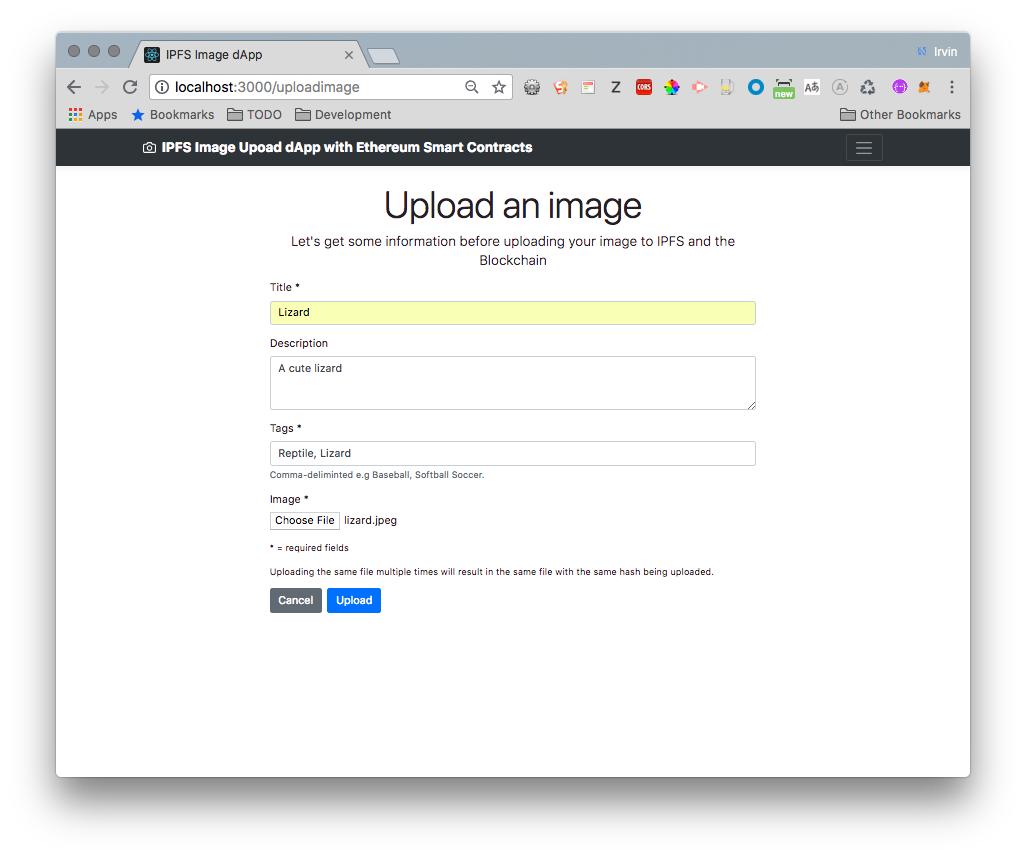 IPFS Image dApp
Irvin
localhost:3000/uploadimage
Z
CORS
new
Aあ
A
Apps
Bookmarks
TODO
Development
Other Bookmarks
IPFS Image Upoad dApp with Ethereum Smart Contracts
Upload an image
Let's get some information before uploading your image to IPFS and the
Blockchain
Title *
Lizard
Description
A cute lizard
Tags *
Reptile, Lizard
Comma-deliminted e.g Baseball, Softball Soccer.
Image *
Choose File lizard.jpeg
* = required fields
Uploading the same file multiple times will result in the same file with the same hash being uploaded.
Cancel Upload